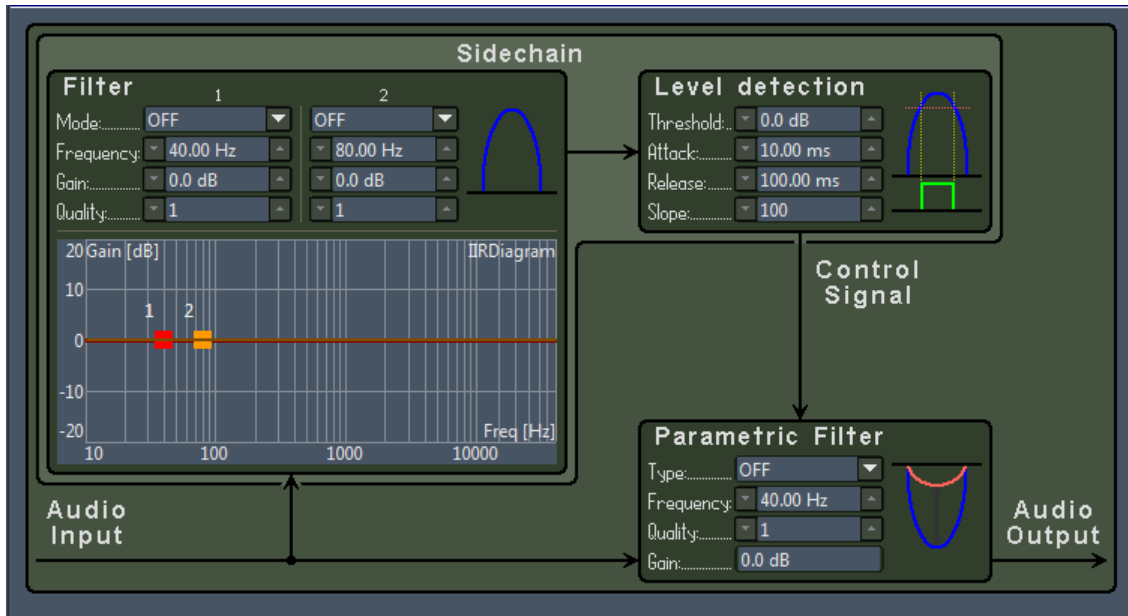 Sidechain
Filter
1 2
Mode:.......... OFF OFF
Frequency: 40.00 Hz 80.00 Hz
Gain:............ 0.0 dB 0.0 dB
Quality:......... 1 1
20 Gain [dB] IIRDiagram
10
1 2
0
-10
-20 Freq [Hz]
10 100 1000 10000
Level detection
Threshold:.. 0.0 dB
Attack:......... 10.00 ms
Release:....... 100.00 ms
Slope:............ 100
Control
Signal
Parametric Filter
Type:............ OFF
Frequency: 40.00 Hz
Quality:......... 1
Gain:.............. 0.0 dB
Audio
Input
Audio
Output